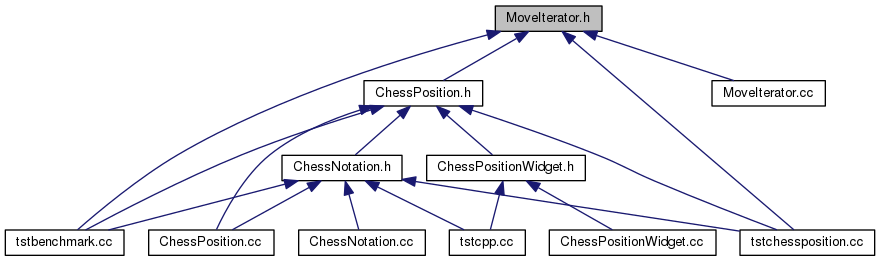 MoveIterator.h
ChessPosition.h
MoveIterator.cc
ChessNotation.h
ChessPositionWidget.h
tstbenchmark.cc
ChessPosition.cc
ChessNotation.cc
tstcpp.cc
ChessPositionWidget.cc
tstchessposition.cc